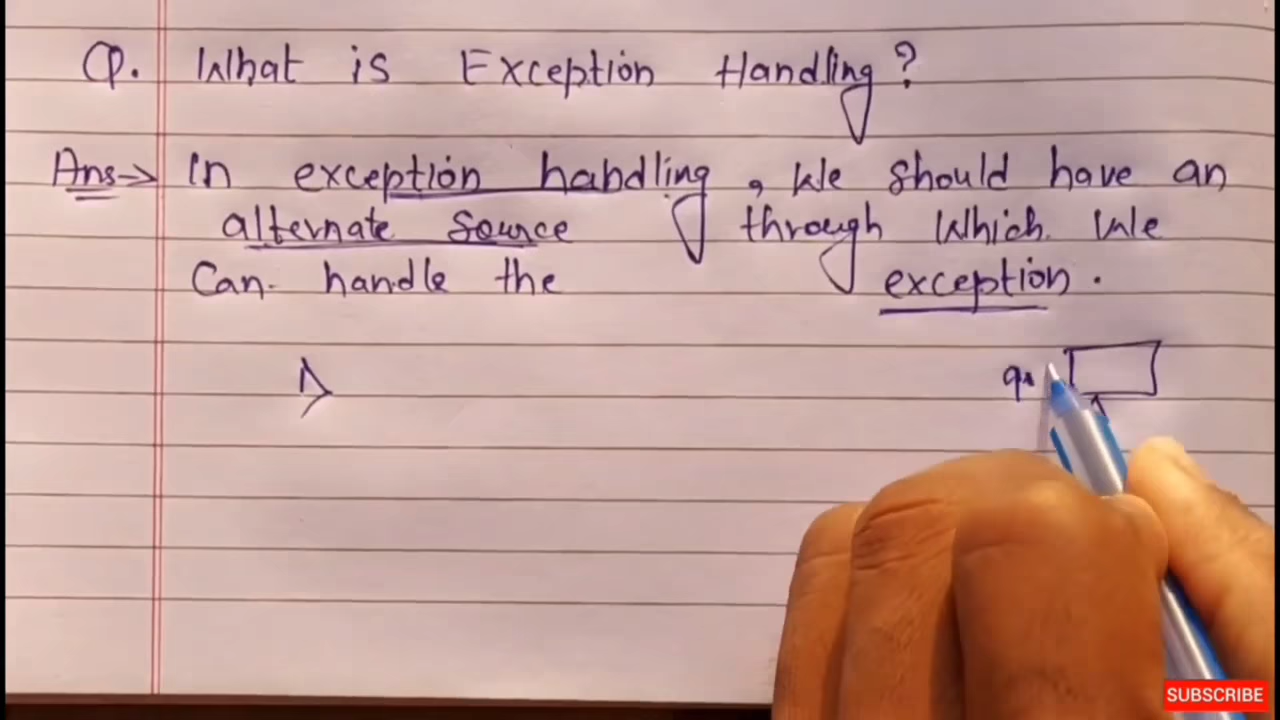 Q. What is Exception Handling?
Ans→ In exception handling, We should have an
alternate source through which We
Can handle the exception.
SUBSCRIBE